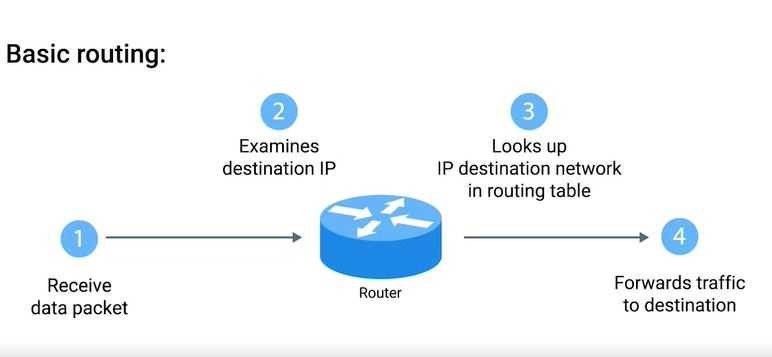 Basic routing:
2
Examines
destination IP
3
Looks up
IP destination network
in routing table
1
Receive
data packet
Router
4
Forwards traffic
to destination